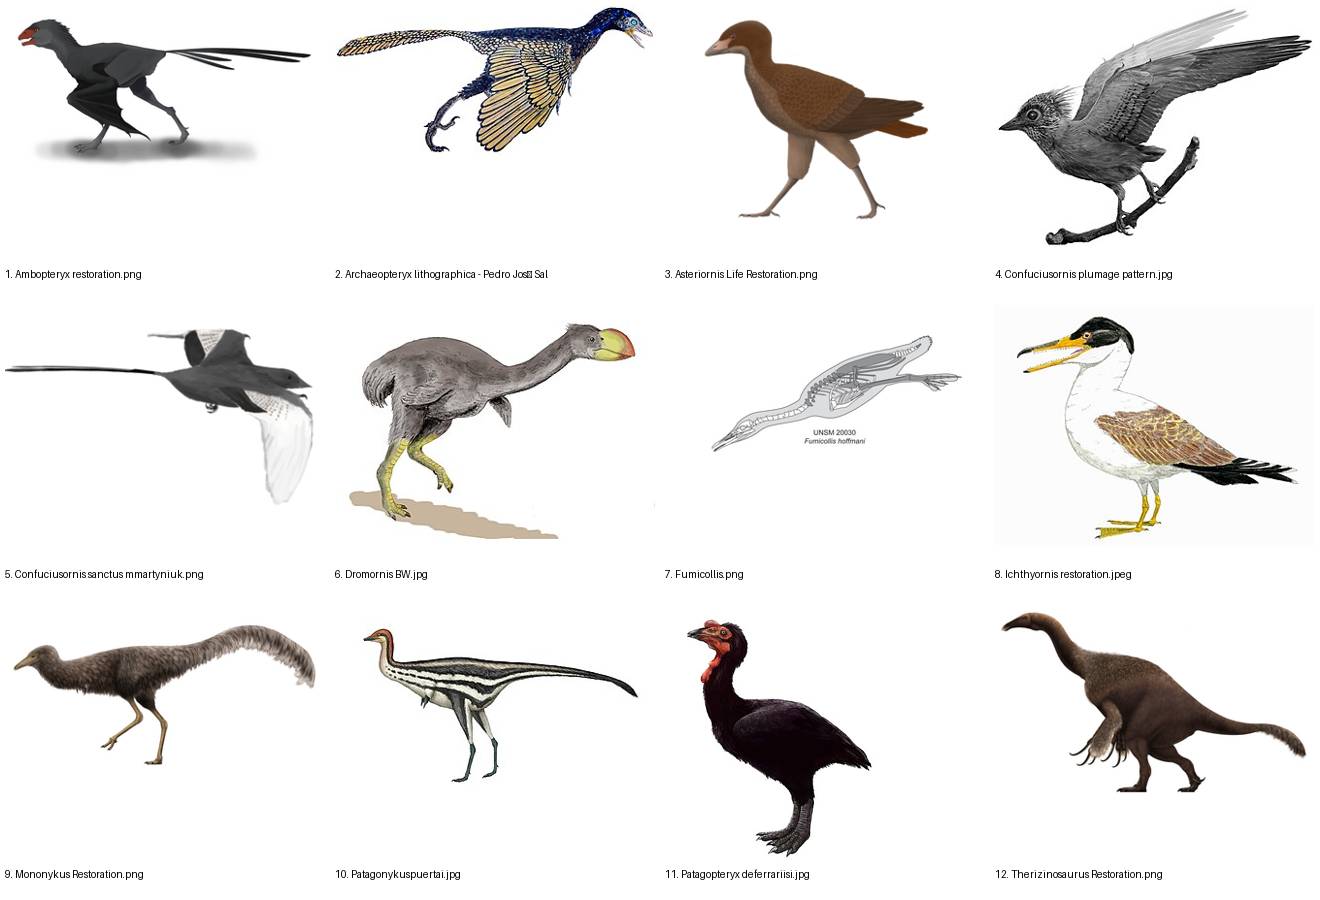 1. Ambopteryx restoration.png
2. Archaeopteryx lithographica - Pedro Jos▯ Sal
3. Asteriornis Life Restoration.png
4. Confuciusornis plumage pattern.jpg
UNSM 20030
Fumicollis hoffmani
5. Confuciusornis sanctus mmartyniuk.png
6. Dromornis BW.jpg
7. Fumicollis.png
8. Ichthyornis restoration.jpeg
9. Mononykus Restoration.png
10. Patagonykuspuertai.jpg
11. Patagopteryx deferrariisi.jpg
12. Therizinosaurus Restoration.png